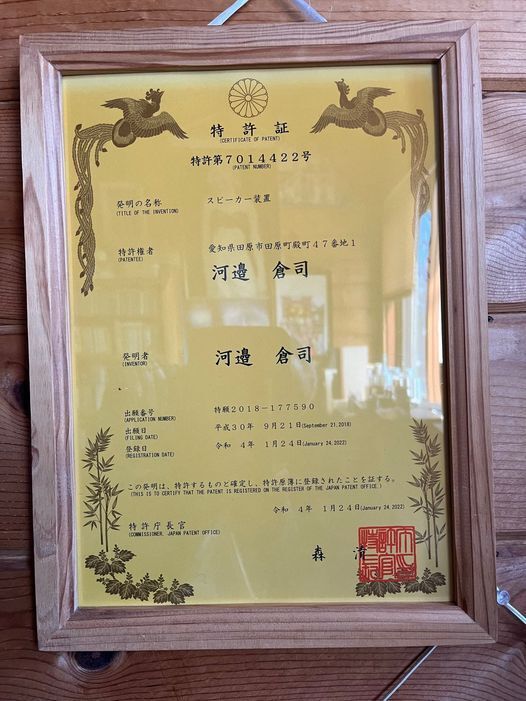 特許証
(CERTIFICATE OF PATENT)
特許第7014422号
(PATENT NUMBER)
発明の名称
(TITLE OF THE INVENTION)
スピーカー装置
特許権者
(PATENTEE)
愛知県田原市田原町殿町47番地1
河邉 倉司
発明者
(INVENTOR)
河邉 倉司
出願番号
(APPLICATION NUMBER)
特願2018-177590
出願日
(FILING DATE)
平成30年 9月21日(September 21,2018)
登録日
(REGISTRATION DATE)
令和 4年 1月24日(January 24,2022)
この発明は、特許するものと確定し、特許原簿に登録されたことを証する。
(THIS IS TO CERTIFY THAT THE PATENT IS REGISTERED ON THE REGISTER OF THE JAPAN PATENT OFFICE.)
令和 4年 1月24日(January 24,2022)
特許庁長官
(COMMISSIONER, JAPAN PATENT OFFICE)
森 清